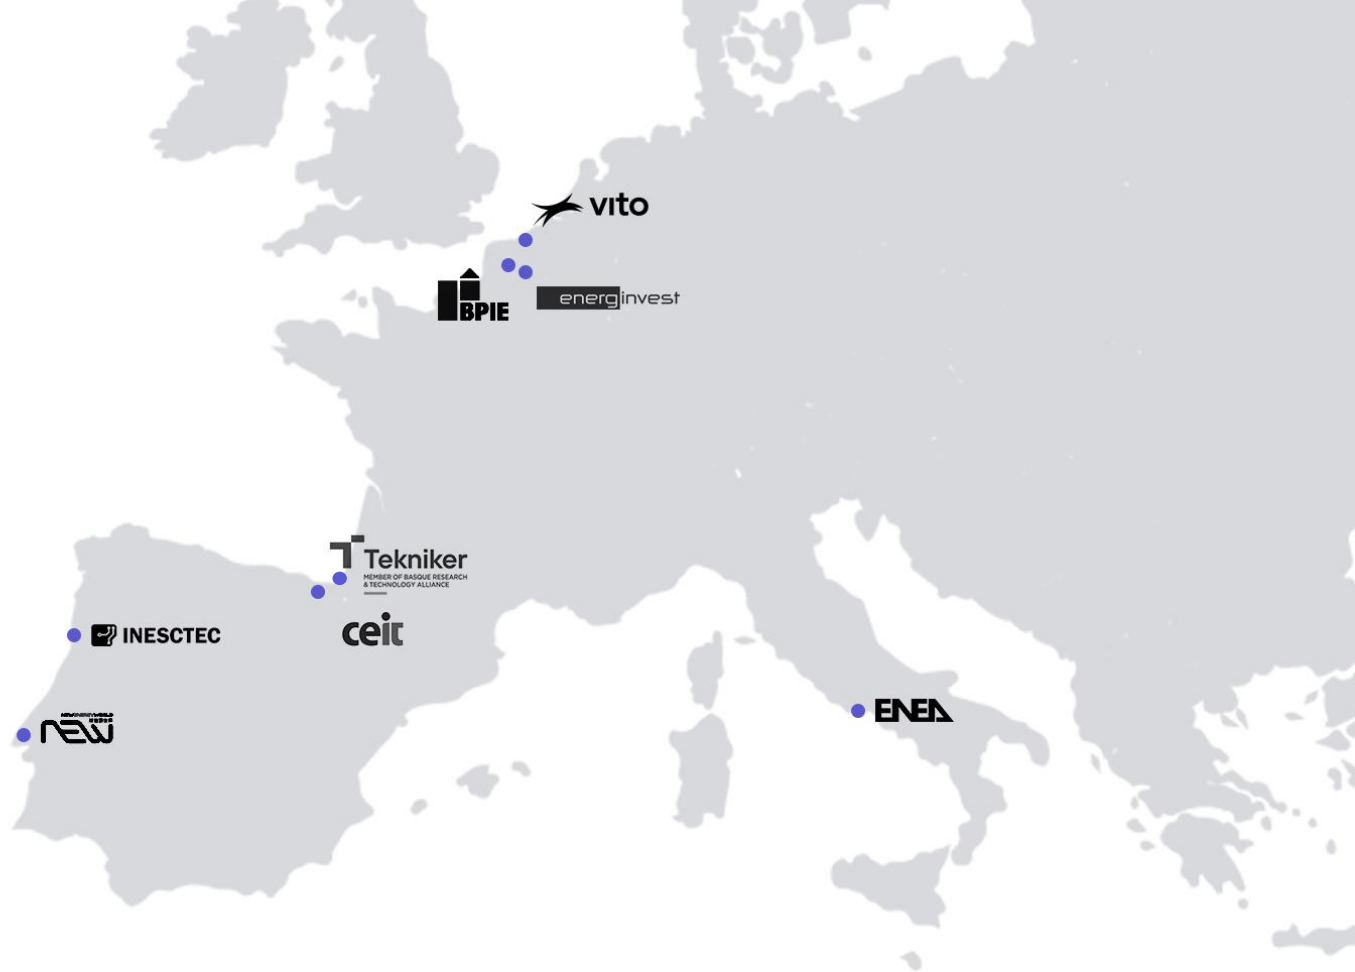 vito
BPIE
energinvest
Tekniker
MEMBER OF BASQUE RESEARCH
& TECHNOLOGY ALLIANCE
ceit
INESCTEC
new
ENEA